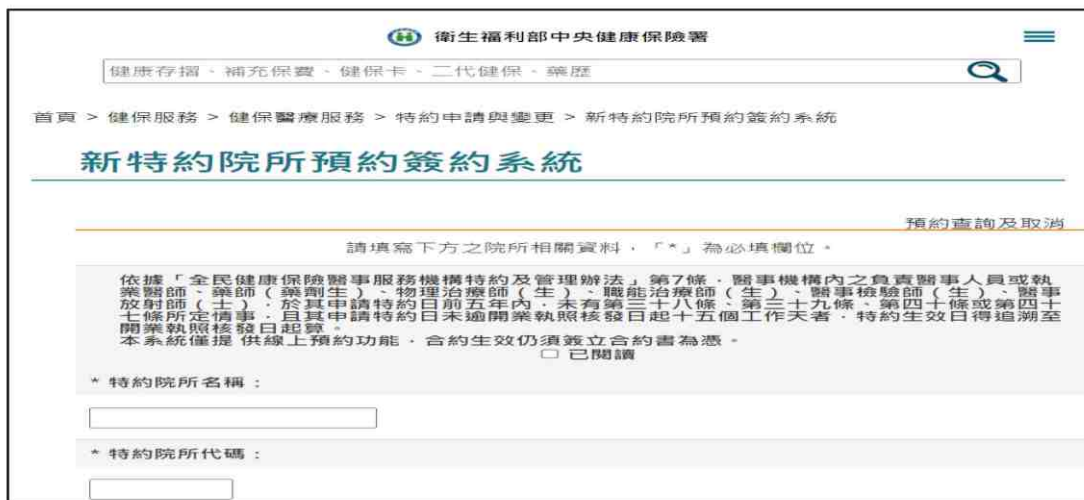 衛生福利部中央健康保險署
健康存摺、補充保費、健保卡、二代健保、藥歷
首頁 > 健保服務 > 健保醫療服務 > 特約申請與變更 > 新特約院所預約簽約系統
新特約院所預約簽約系統
預約查詢及取消
請填寫下方之院所相關資料，「*」為必填欄位。
依據「全民健康保險醫事服務機構特約及管理辦法」第7條，醫事機構內之負責醫事人員或執
業醫師、藥師（藥劑生）、物理治療師（生）、職能治療師（生）、醫事檢驗師（生）、醫事
放射師（士），於其申請特約日前五年內，未有第三十八條、第三十九條、第四十條或第四十
七條所定情事，且其申請特約日未逾開業執照核發日起十五個工作天者，特約生效日得追溯至
開業執照核發日起算。
本系統僅提 供線上預約功能，合約生效仍須簽立合約書為憑。
已閱讀
* 特約院所名稱：
* 特約院所代碼：